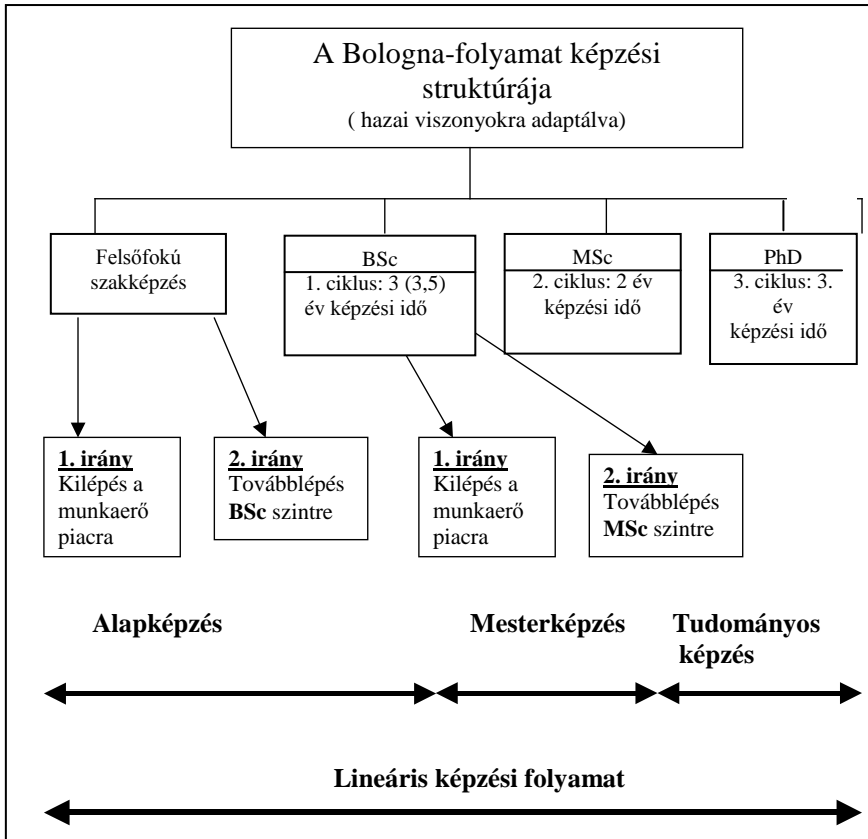 A Bologna-folyamat képzési
struktúrája
( hazai viszonyokra adaptálva)
Felsőfokú
szakképzés
BSc
1. ciklus: 3 (3,5)
év képzési idő
MSc
2. ciklus: 2 év
képzési idő
PhD
3. ciklus: 3.
év
képzési idő
1. irány
Kilépés a
munkaerő
piacra
2. irány
Továbblépés
BSc szintre
1. irány
Kilépés a
munkaerő
piacra
2. irány
Továbblépés
MSc szintre
Alapképzés
Mesterképzés
Tudományos
képzés
Lineáris képzési folyamat